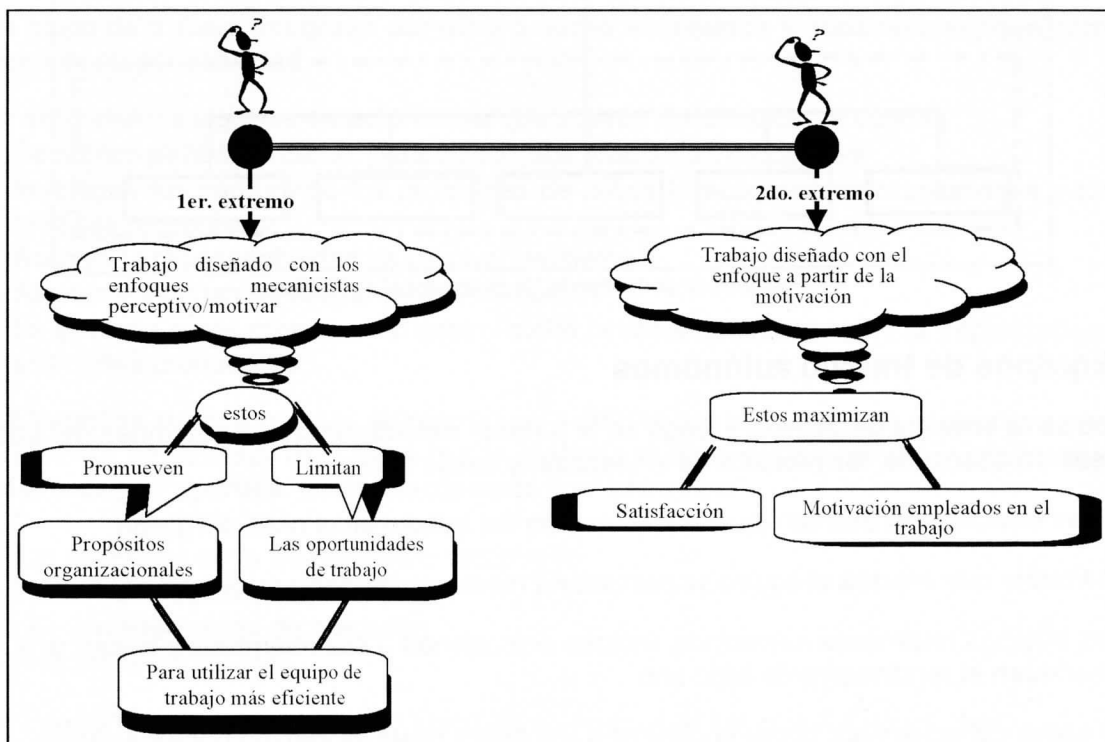 ?
?
1er. extremo
2do. extremo
Trabajo diseñado con los
enfoques mecanicistas
perceptivo/motivar
Trabajo diseñado con el
enfoque a partir de la
motivación
estos
Estos maximizan
Promueven
Limitan
Satisfacción
Motivación empleados en el
trabajo
Propósitos
organizacionales
Las oportunidades
de trabajo
Para utilizar el equipo de
trabajo más eficiente